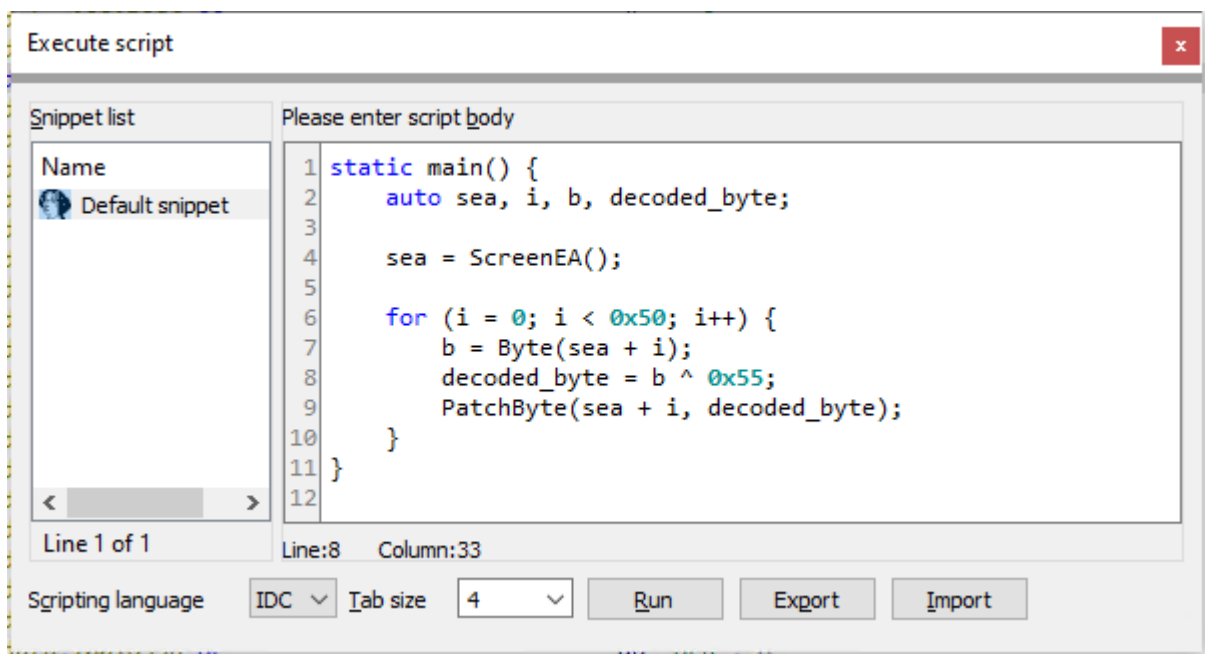 Execute script
x
Snippet list
Name
Default snippet
Line 1 of 1
Please enter script body
1 static main() {
2     auto sea, i, b, decoded_byte;
3
4     sea = ScreenEA();
5
6     for (i = 0; i < 0x50; i++) {
7         b = Byte(sea + i);
8         decoded_byte = b ^ 0x55;
9         PatchByte(sea + i, decoded_byte);
10     }
11 }
12
Line:8 Column:33
Scripting language IDC Tab size 4 Run Export Import